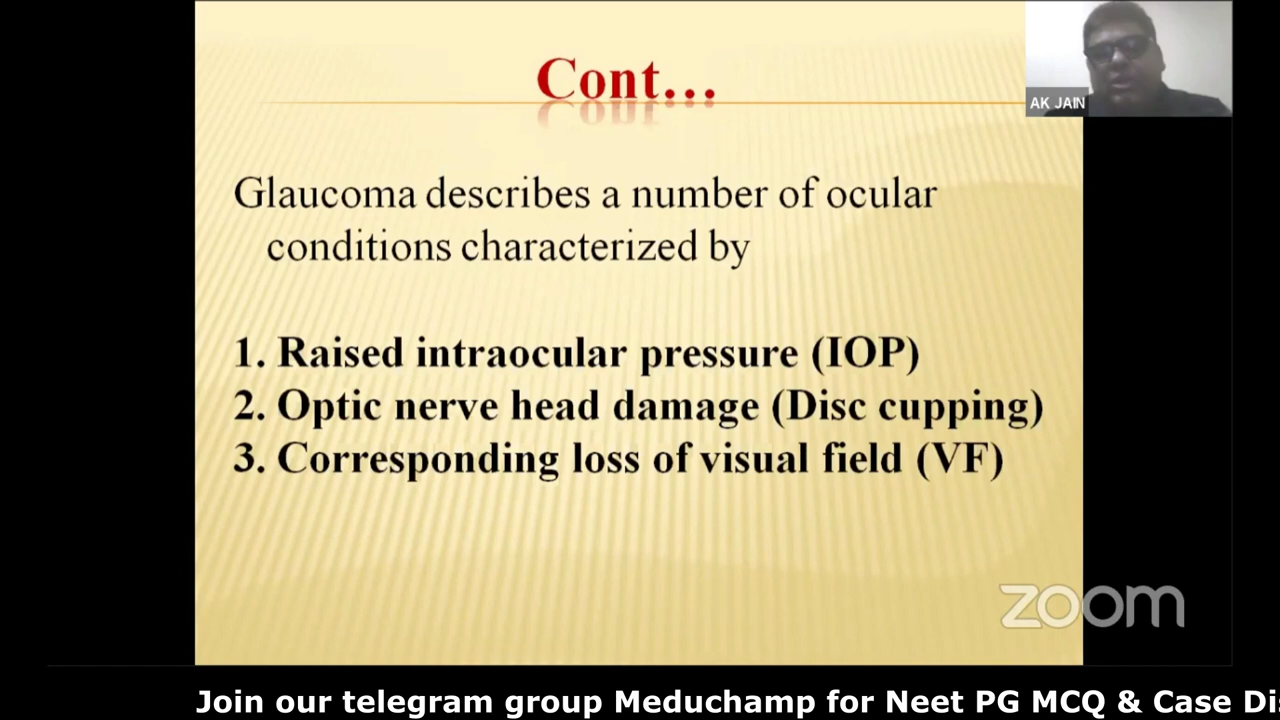 Cont...
AK JAIN
Glaucoma describes a number of ocular
conditions characterized by
1. Raised intraocular pressure (IOP)
2. Optic nerve head damage (Disc cupping)
3. Corresponding loss of visual field (VF)
zoom
Join our telegram group Meduchamp for Neet PG MCQ & Case